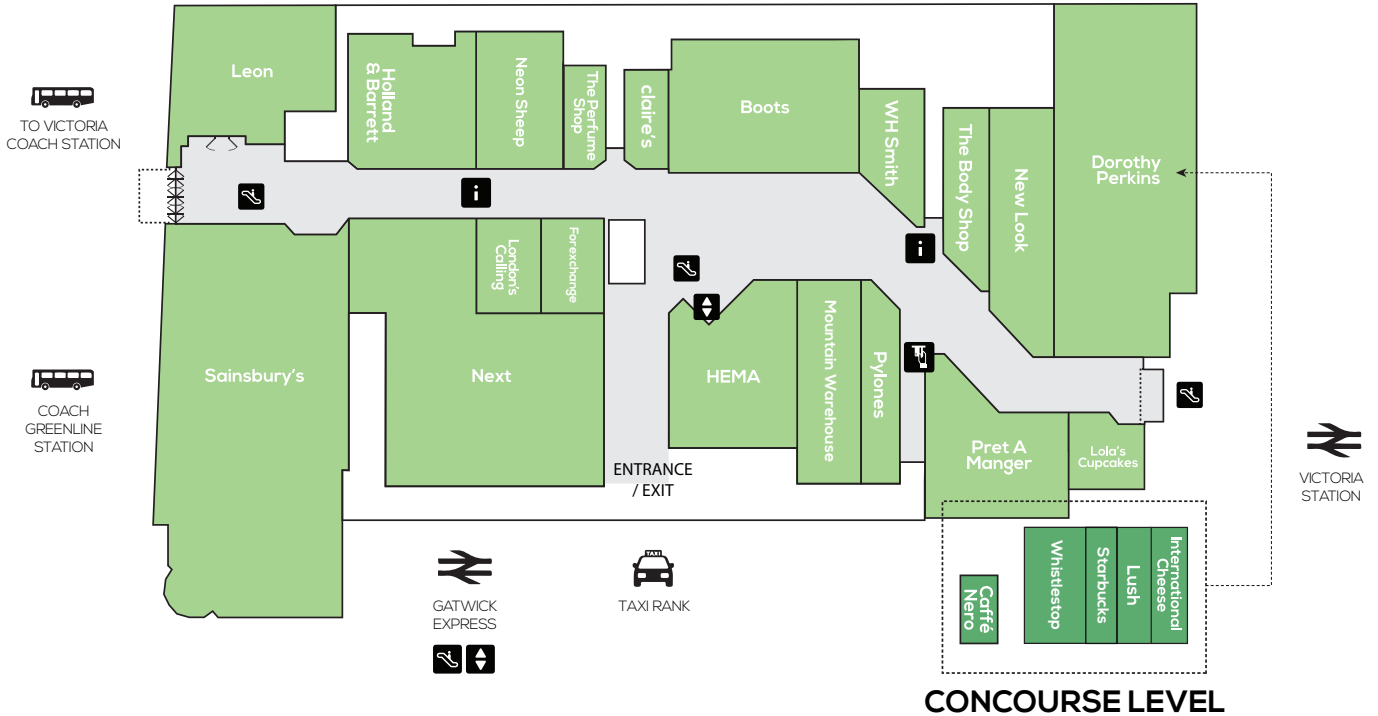 Leon
Holland
& Barrett
Neon Sheep
The Perfume
Shop
claire's
Boots
WH Smith
The Body Shop
New Look
Dorothy
Perkins
TO VICTORIA
COACH STATION
i
i
London's
Calling
Forexchange
Sainsbury's
Next
HEMA
Mountain Warehouse
Pylones
Pret A
Manger
Lola's
Cupcakes
COACH
GREENLINE
STATION
ENTRANCE
/ EXIT
VICTORIA
STATION
GATWICK
EXPRESS
TAXI
TAXI RANK
Caffé
Nero
Whistlestop
Starbucks
Lush
International
Cheese
CONCOURSE LEVEL